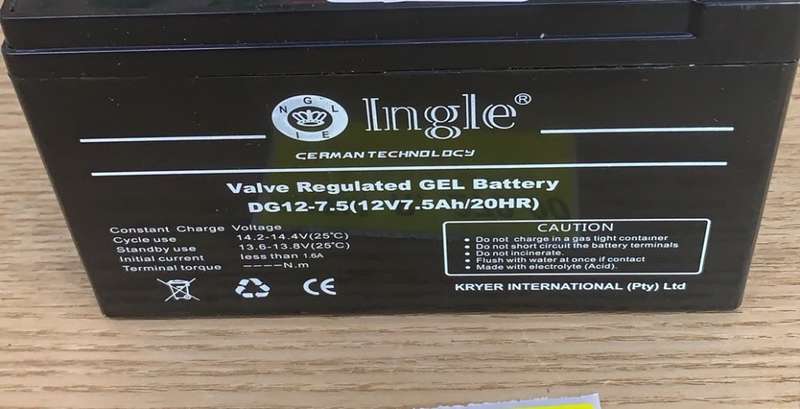 INGLE
Ingle®
GERMAN TECHNOLOGY
Valve Regulated GEL Battery
DG12-7.5(12V7.5Ah/20HR)
Constant Charge Voltage
Cycle use 14.2-14.4V(25°C)
Standby use 13.6-13.8V(25°C)
Initial current less than 1.6A
Terminal torque ----N.m
CE
CAUTION
• Do not charge in a gas tight container
• Do not short circuit the battery terminals
• Do not incinerate.
• Flush with water at once if contact
• Made with electrolyte (Acid).
KRYER INTERNATIONAL (Pty) Ltd